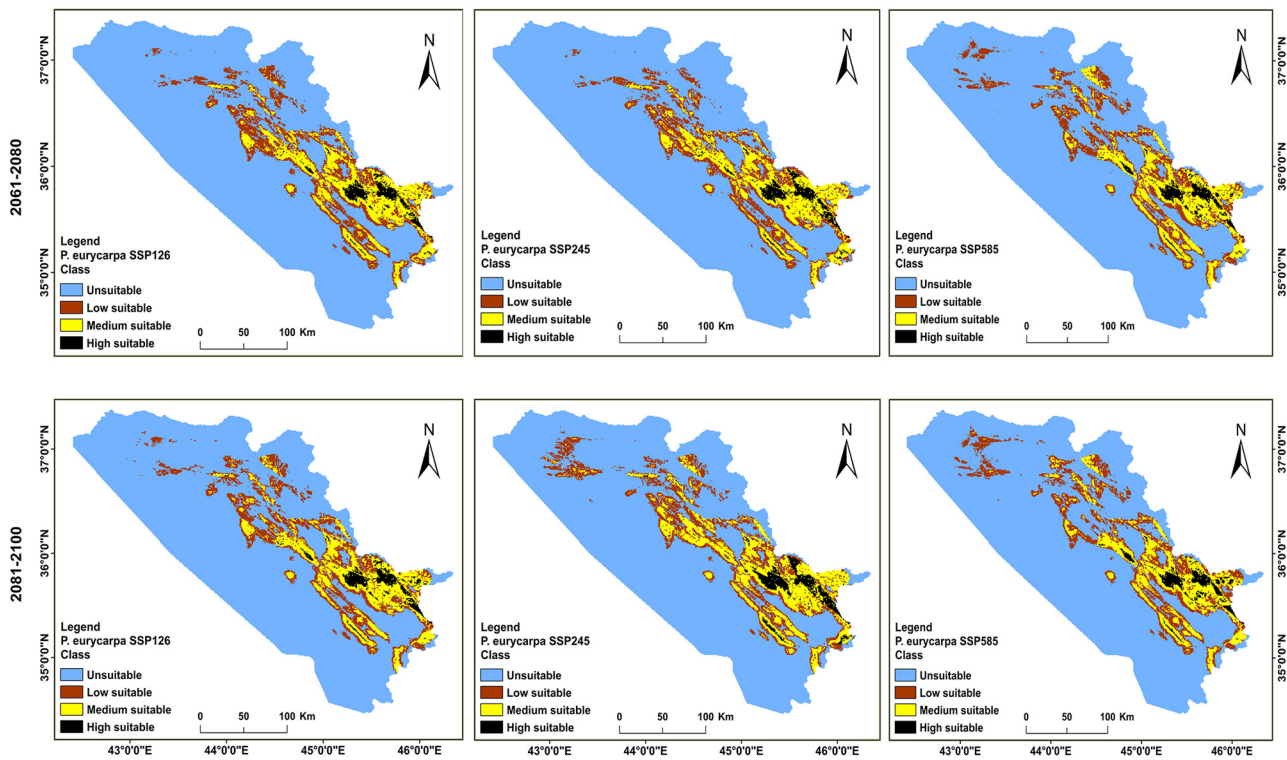 2061-2080
37°0'0"N
36°0'0"N
35°0'0"N
N
Legend
P. eurycarpa SSP126
Class
Unsuitable
Low suitable
Medium suitable
High suitable
0 50 100 Km
N
Legend
P. eurycarpa SSP245
Class
Unsuitable
Low suitable
Medium suitable
High suitable
0 50 100 Km
N
Legend
P. eurycarpa SSP585
Class
Unsuitable
Low suitable
Medium suitable
High suitable
0 50 100 Km
37°0'0"N
36°0'0"N
35°0'0"N
2081-2100
37°0'0"N
36°0'0"N
35°0'0"N
N
Legend
P. eurycarpa SSP126
Class
Unsuitable
Low suitable
Medium suitable
High suitable
0 50 100 Km
43°0'0"E 44°0'0"E 45°0'0"E 46°0'0"E
N
Legend
P. eurycarpa SSP245
Class
Unsuitable
Low suitable
Medium suitable
High suitable
0 50 100 Km
43°0'0"E 44°0'0"E 45°0'0"E 46°0'0"E
N
Legend
P. eurycarpa SSP585
Class
Unsuitable
Low suitable
Medium suitable
High suitable
0 50 100 Km
43°0'0"E 44°0'0"E 45°0'0"E 46°0'0"E
37°0'0"N
36°0'0"N
35°0'0"N